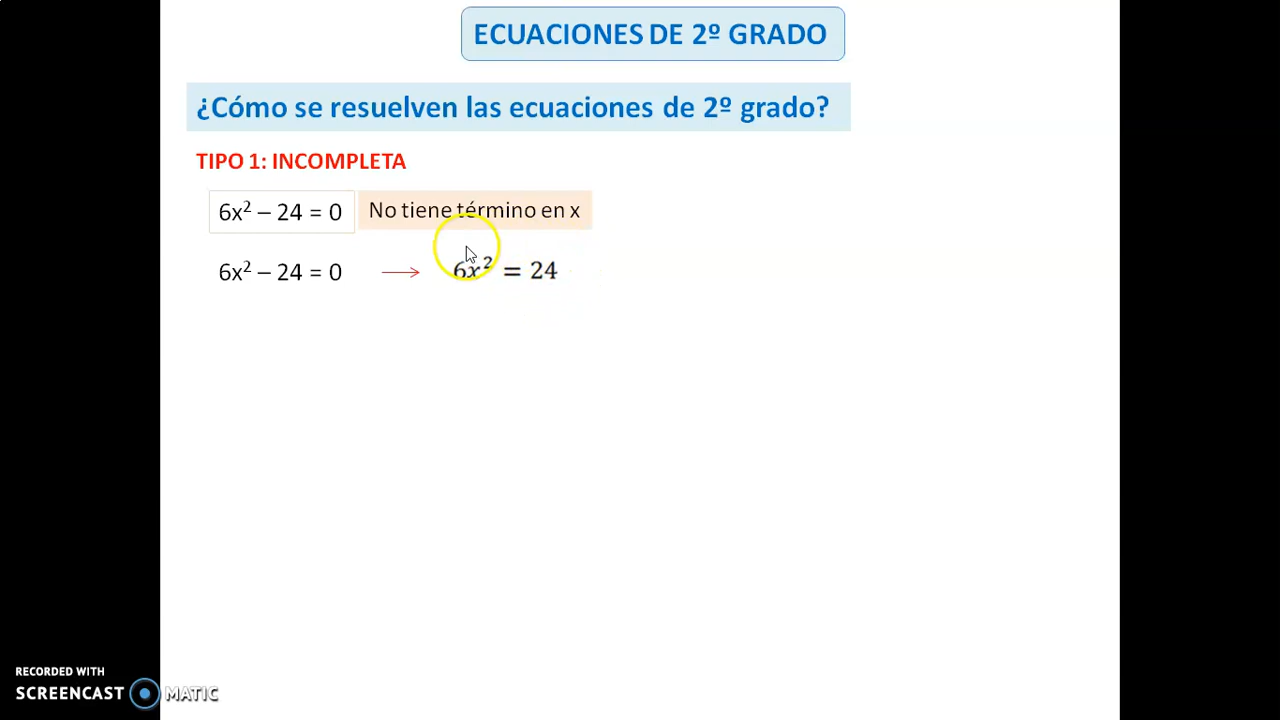 ECUACIONES DE 2º GRADO
¿Cómo se resuelven las ecuaciones de 2º grado?
TIPO 1: INCOMPLETA
6x² – 24 = 0 No tiene término en x
6x² – 24 = 0 → 6x² = 24
RECORDED WITH
SCREENCAST MATIC